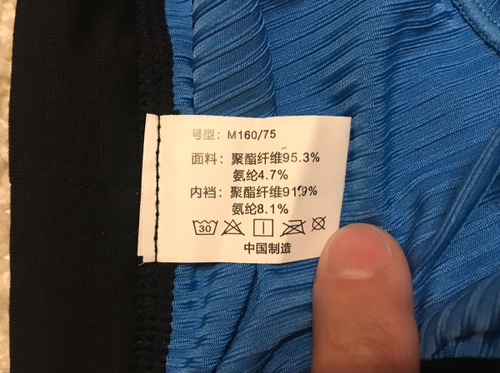 号型：M160/75
面料：聚酯纤维95.3%
氨纶4.7%
内裆：聚酯纤维91.9%
氨纶8.1%
30
中国制造